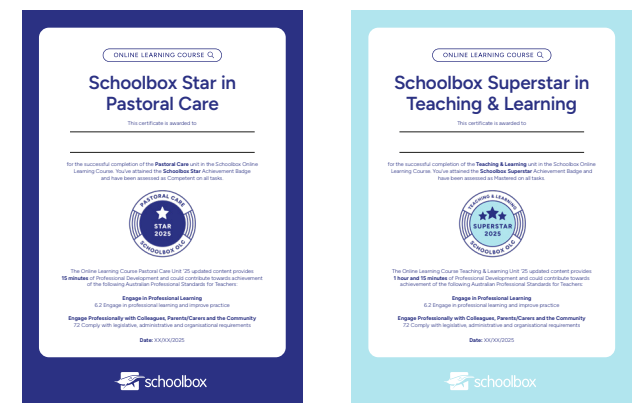 ONLINE LEARNING COURSE
Schoolbox Star in
Pastoral Care
This certificate is awarded to
for the successful completion of the Pastoral Care unit in the Schoolbox Online
Learning Course. You've attained the Schoolbox Star Achievement Badge
and have been assessed as Competent on all tasks.
PASTORAL CARE
STAR
2025
SCHOOLBOX OLC
The Online Learning Course Pastoral Care Unit '25 updated content provides
15 minutes of Professional Development and could contribute towards achievement
of the following Australian Professional Standards for Teachers:
Engage in Professional Learning
6.2 Engage in professional learning and improve practice
Engage Professionally with Colleagues, Parents/Carers and the Community
7.2 Comply with legislative, administrative and organisational requirements
Date: XX/XX/2025
schoolbox
ONLINE LEARNING COURSE
Schoolbox Superstar in
Teaching & Learning
This certificate is awarded to
for the successful completion of the Teaching & Learning unit in the Schoolbox Online
Learning Course. You've attained the Schoolbox Superstar Achievement Badge and
have been assessed as Mastered on all tasks.
TEACHING & LEARNING
SUPERSTAR
2025
SCHOOLBOX OLC
The Online Learning Course Teaching & Learning Unit '25 updated content provides
1 hour and 15 minutes of Professional Development and could contribute towards
achievement of the following Australian Professional Standards for Teachers:
Engage in Professional Learning
6.2 Engage in professional learning and improve practice
Engage Professionally with Colleagues, Parents/Carers and the Community
7.2 Comply with legislative, administrative and organisational requirements
Date: XX/XX/2025
schoolbox